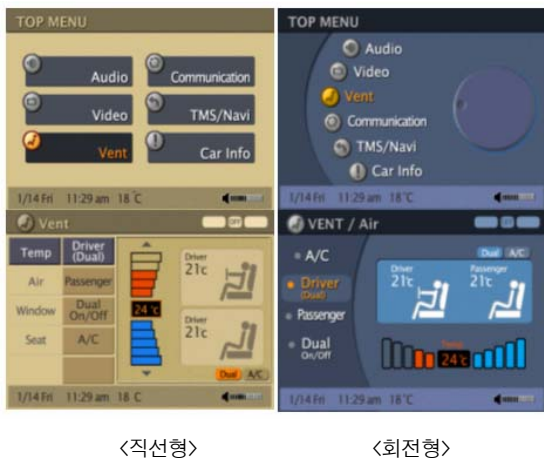 TOP MENU
Audio
Communication
Video
TMS/Navi
Vent
Car Info
1/14 Fri 11:29 am 18 ℃
TOP MENU
Audio
Video
Vent
Communication
TMS/Navi
Car Info
1/14 Fri 11:29 am 18 ℃
Vent
OFF
Temp
Driver
(Dual)
Air
Passenger
Window
Dual
On/Off
Seat
A/C
24 ℃
Driver
21c
Driver
21c
Dual
A/C
1/14 Fri 11:29 am 18 C
VENT / Air
A/C
Driver
(Dual)
Passenger
Dual
On/Off
Dual
A/C
Driver
21c
Passenger
21c
Temp
24℃
1/14 Fri 11:29 am 18 ℃
<직선형>
<회전형>